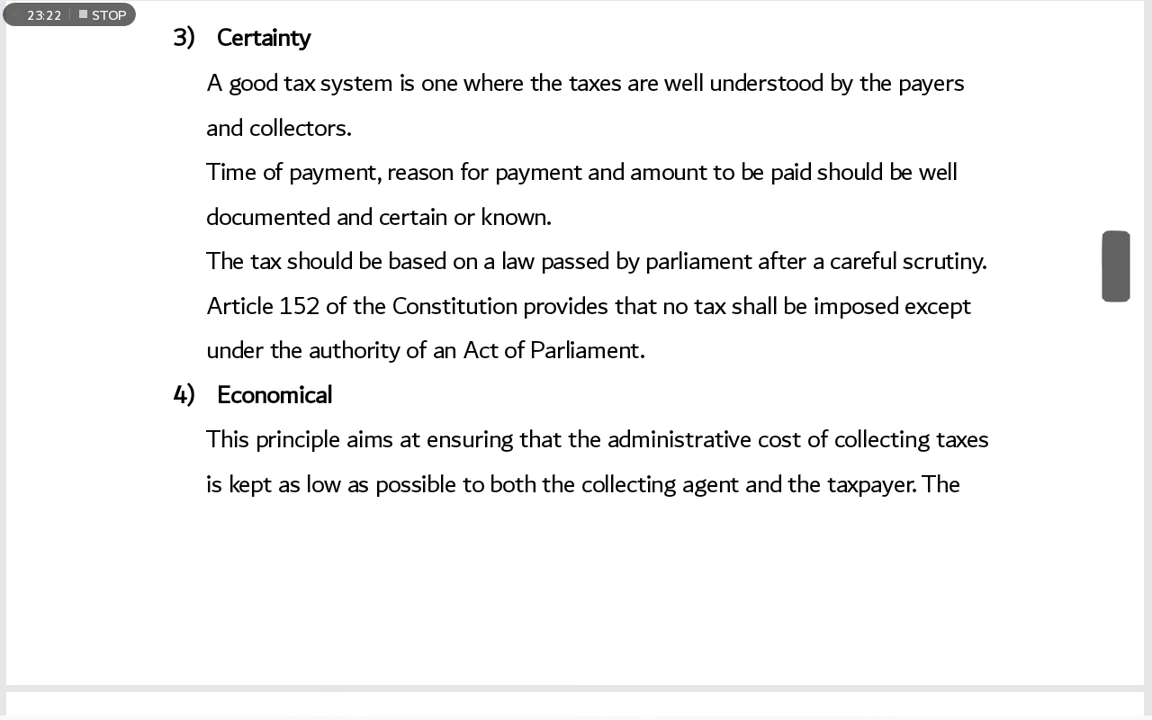 23:22 STOP
3) Certainty
A good tax system is one where the taxes are well understood by the payers
and collectors.
Time of payment, reason for payment and amount to be paid should be well
documented and certain or known.
The tax should be based on a law passed by parliament after a careful scrutiny.
Article 152 of the Constitution provides that no tax shall be imposed except
under the authority of an Act of Parliament.
4) Economical
This principle aims at ensuring that the administrative cost of collecting taxes
is kept as low as possible to both the collecting agent and the taxpayer. The